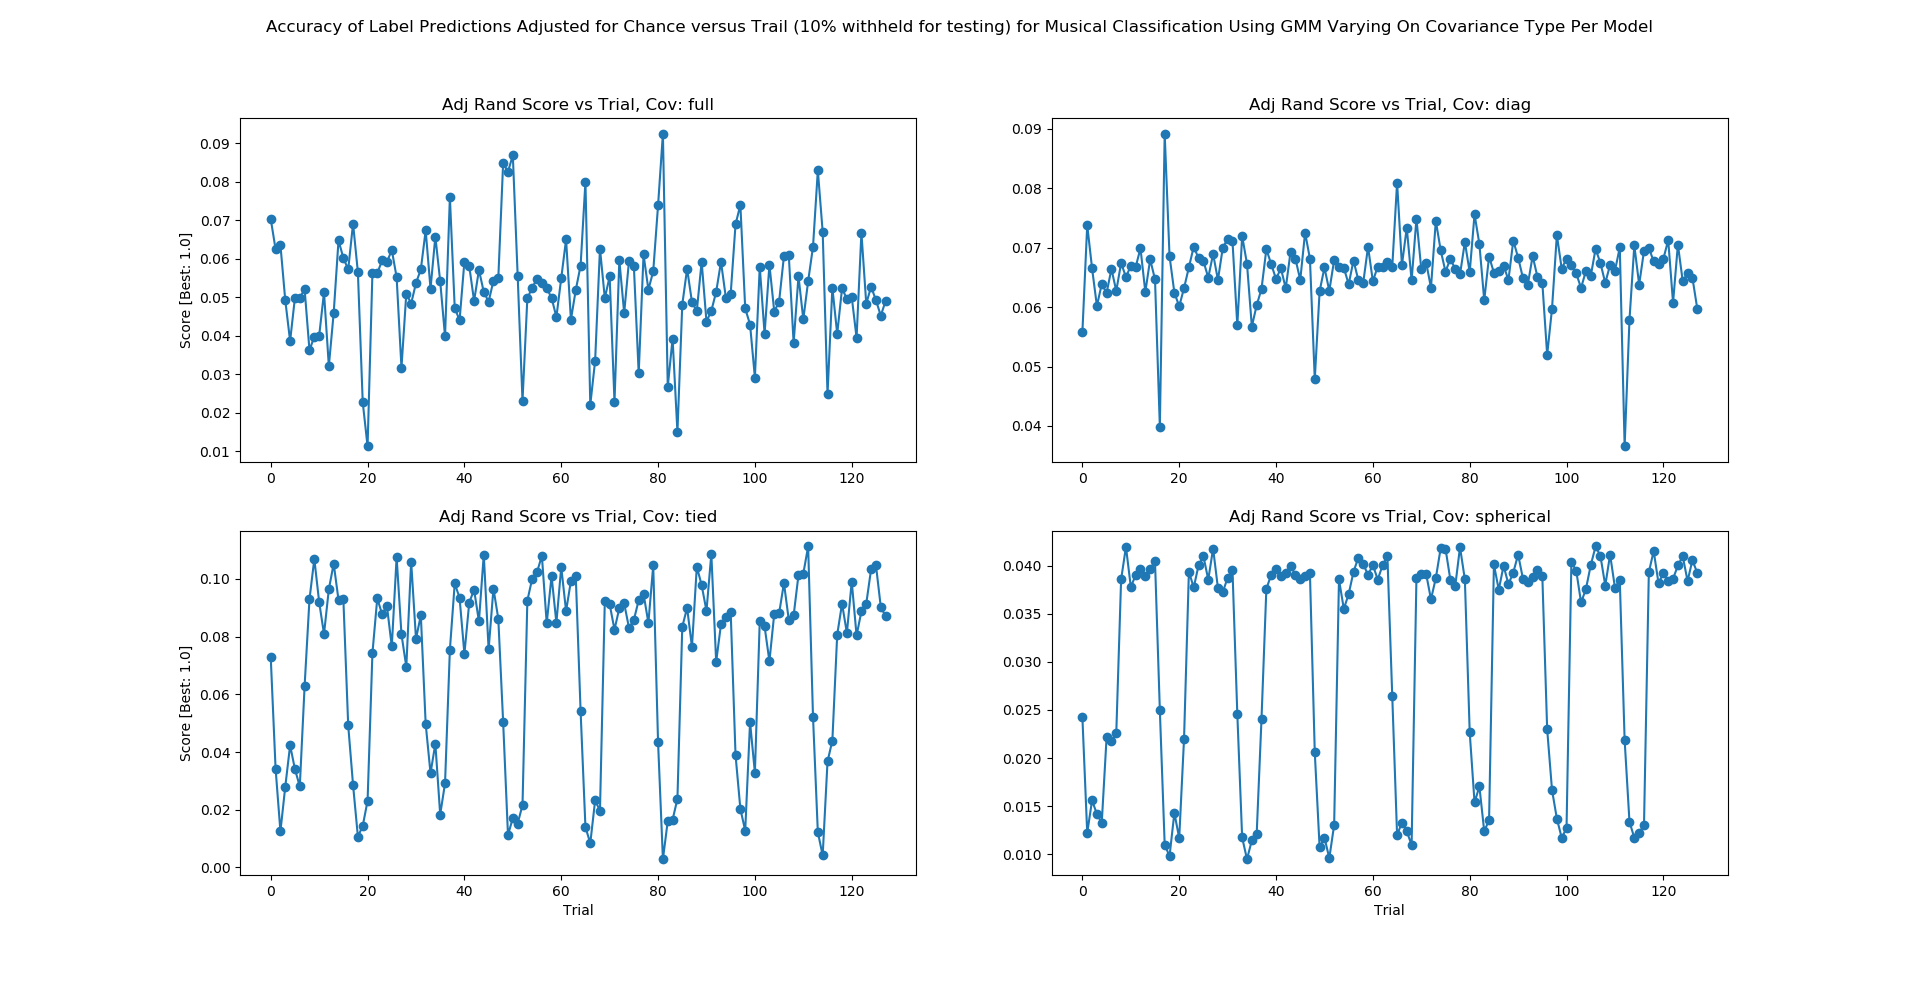 Accuracy of Label Predictions Adjusted for Chance versus Trail (10% withheld for testing) for Musical Classification Using GMM Varying On Covariance Type Per Model
Adj Rand Score vs Trial, Cov: full
Score [Best: 1.0]
0.09
0.08
0.07
0.06
0.05
0.04
0.03
0.02
0.01
0 20 40 60 80 100 120
Adj Rand Score vs Trial, Cov: diag
0.09
0.08
0.07
0.06
0.05
0.04
0 20 40 60 80 100 120
Adj Rand Score vs Trial, Cov: tied
Score [Best: 1.0]
0.10
0.08
0.06
0.04
0.02
0.00
0 20 40 60 80 100 120
Trial
Adj Rand Score vs Trial, Cov: spherical
0.040
0.035
0.030
0.025
0.020
0.015
0.010
0 20 40 60 80 100 120
Trial